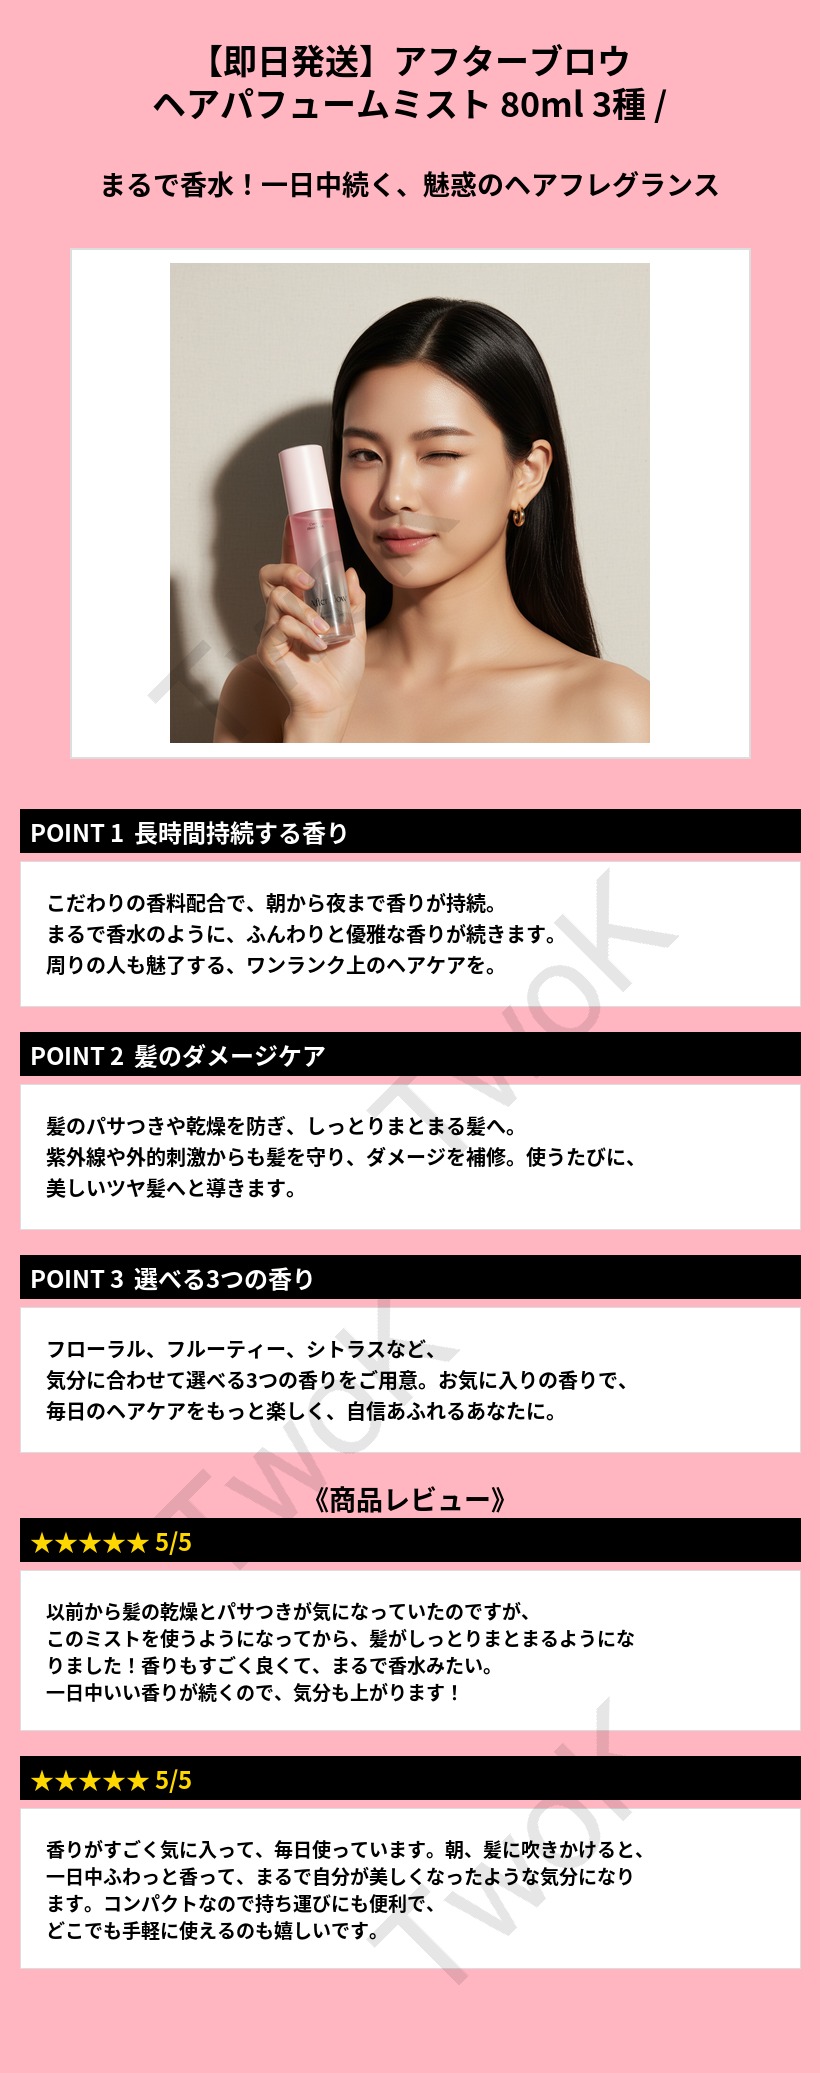 【即日発送】アフターブロウ
ヘアパフュームミスト 80ml 3種 /
まるで香水！一日中続く、魅惑のヘアフレグランス
TwoK
POINT 1 長時間持続する香り
こだわりの香料配合で、朝から夜まで香りが持続。
まるで香水のように、ふんわりと優雅な香りが続きます。
周りの人も魅了する、ワンランク上のヘアケアを。
TwoK
POINT 2 髪のダメージケア
髪のパサつきや乾燥を防ぎ、しっとりまとまる髪へ。
紫外線や外的刺激からも髪を守り、ダメージを補修。使うたびに、
美しいツヤ髪へと導きます。
POINT 3 選べる3つの香り
フローラル、フルーティー、シトラスなど、
気分に合わせて選べる3つの香りをご用意。お気に入りの香りで、
毎日のヘアケアをもっと楽しく、自信あふれるあなたに。
TwoK
《商品レビュー》
★★★★★ 5/5
以前から髪の乾燥とパサつきが気になっていたのですが、
このミストを使うようになってから、髪がしっとりまとまるようにな
りました！香りもすごく良くて、まるで香水みたい。
一日中いい香りが続くので、気分も上がります！
★★★★★ 5/5
香りがすごく気に入って、毎日使っています。朝、髪に吹きかけると、
一日中ふわっと香って、まるで自分が美しくなったような気分になり
ます。コンパクトなので持ち運びにも便利で、
どこでも手軽に使えるのも嬉しいです。
TwoK